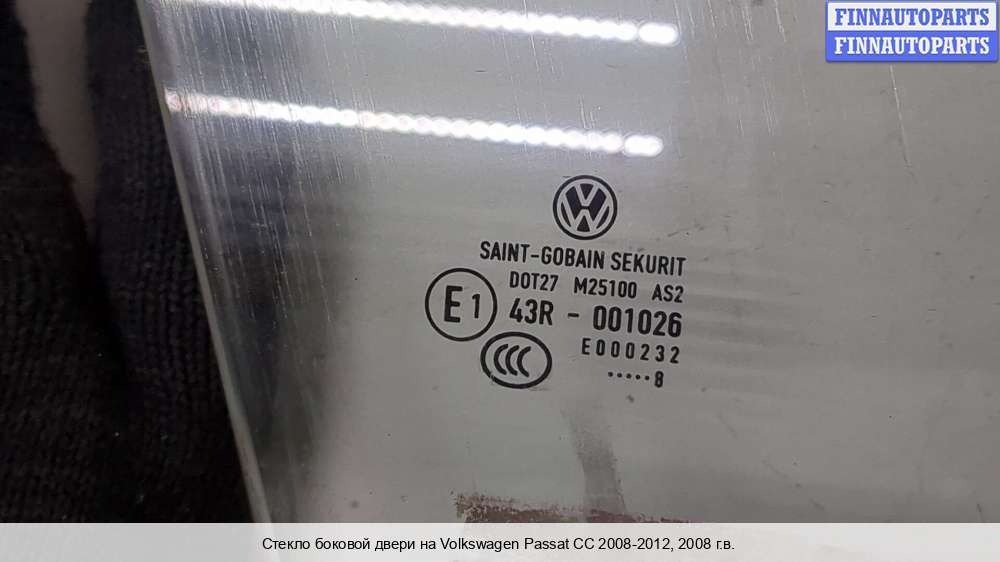 FINNAUTOPARTS
FINNAUTOPARTS
SAINT-GOBAIN SEKURIT
DOT27 M25100 AS2
E1 43R - 001026
E000232
CCC
.....8
Стекло боковой двери на Volkswagen Passat CC 2008-2012, 2008 г.в.